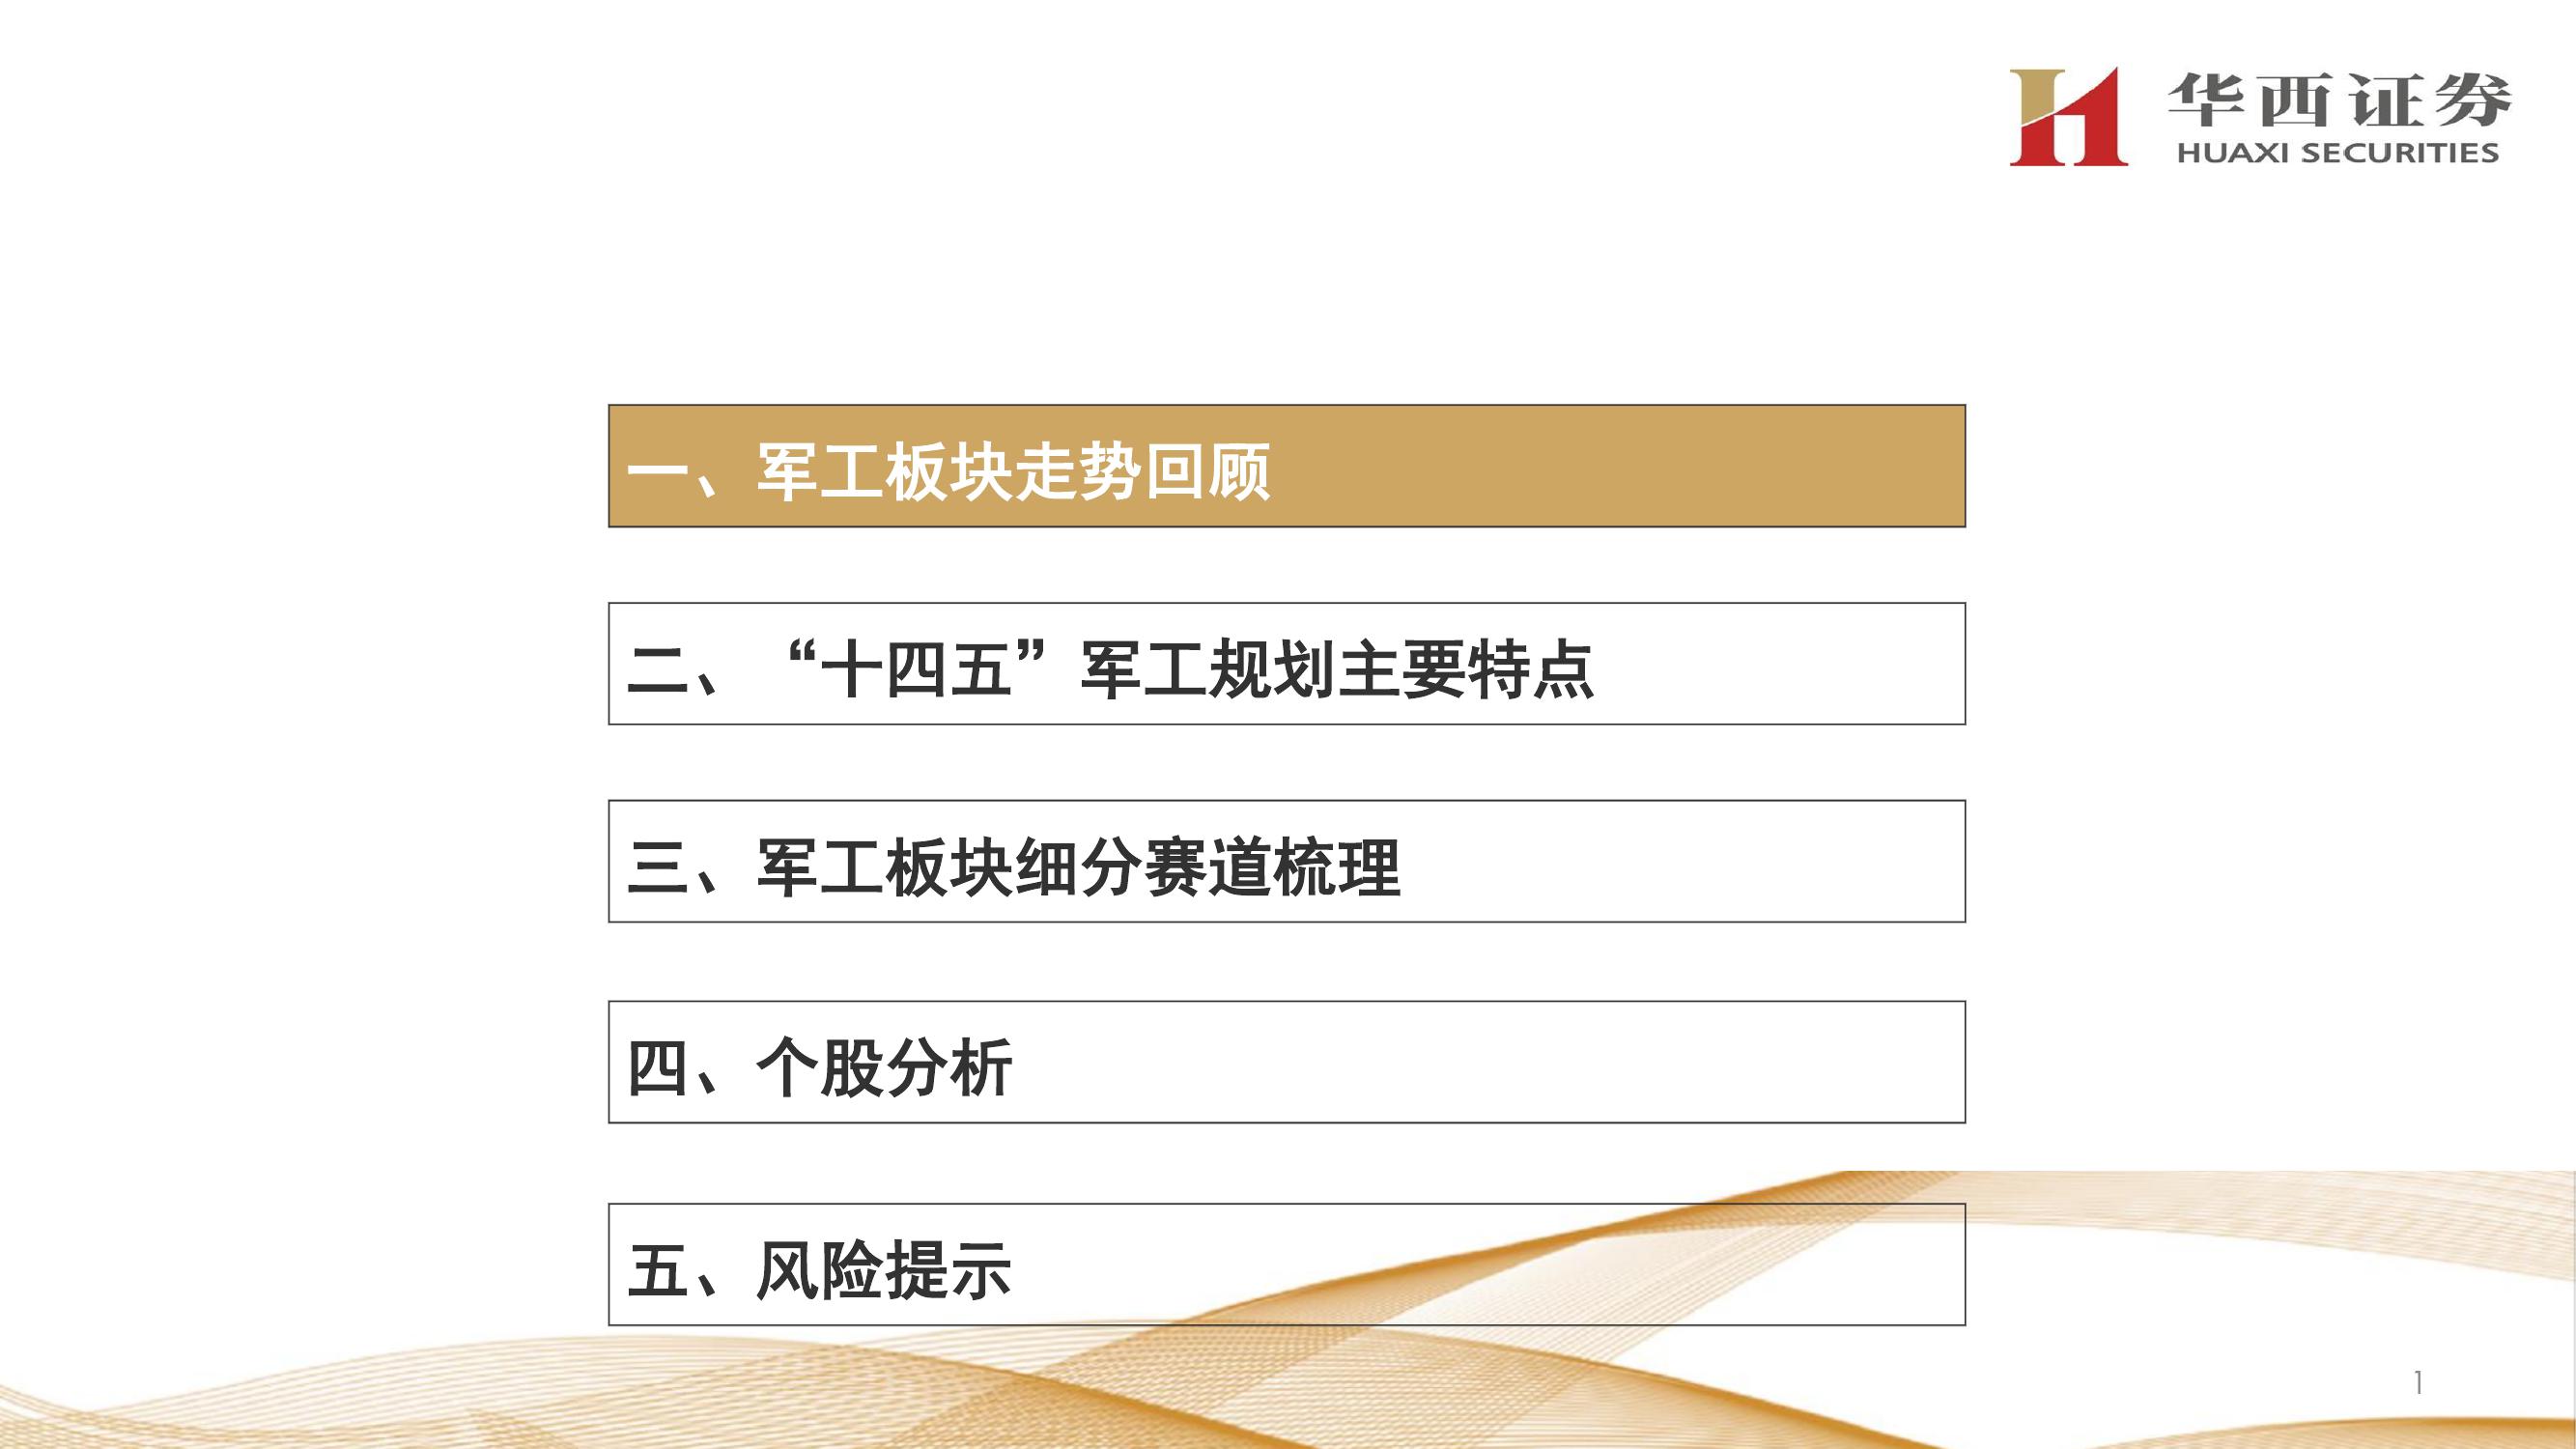 华西证券
HUAXI SECURITIES
一、军工板块走势回顾
二、“十四五”军工规划主要特点
三、军工板块细分赛道梳理
四、个股分析
五、风险提示
1